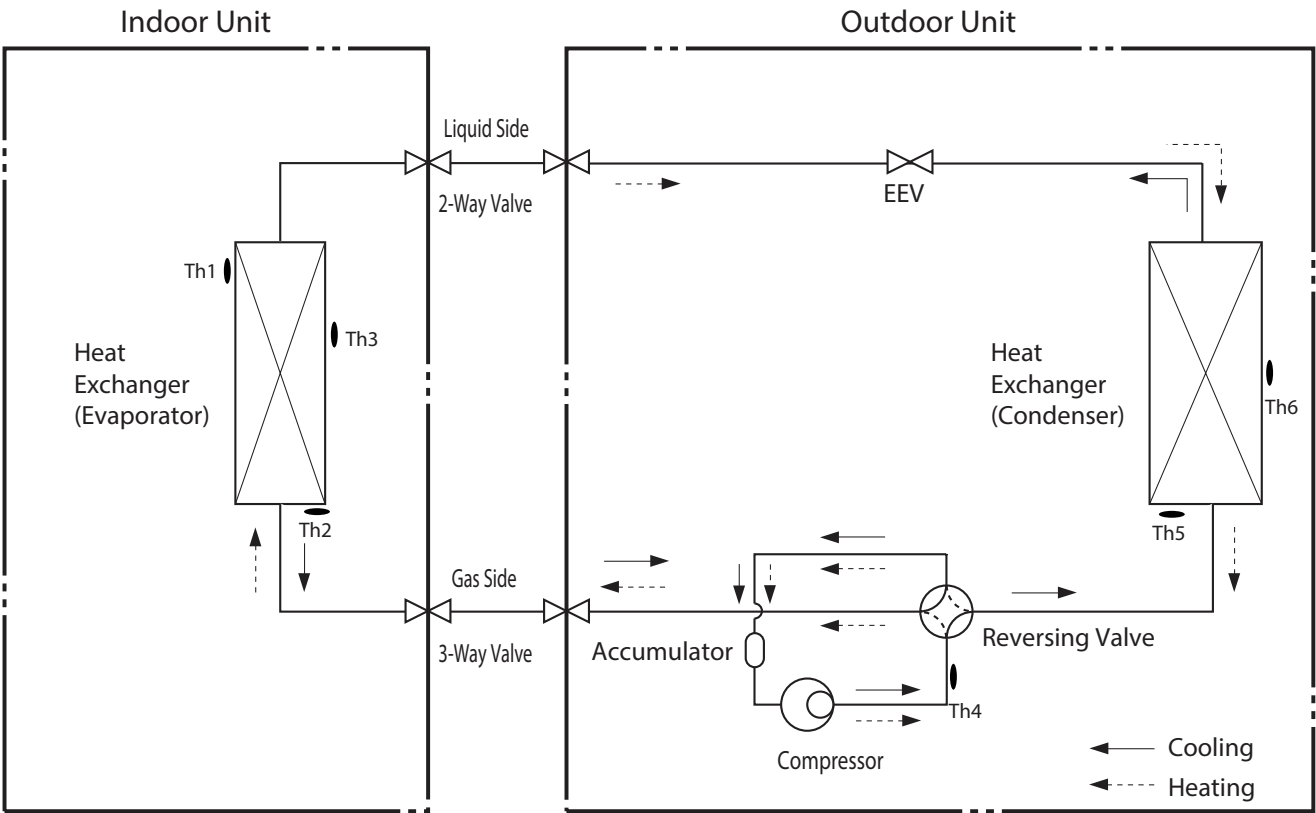 Indoor Unit
Outdoor Unit
Liquid Side
2-Way Valve
EEV
Th1
Th3
Heat
Exchanger
(Evaporator)
Heat
Exchanger
(Condenser)
Th6
Th2
Th5
Gas Side
3-Way Valve
Accumulator
Reversing Valve
Th4
Compressor
Cooling
Heating